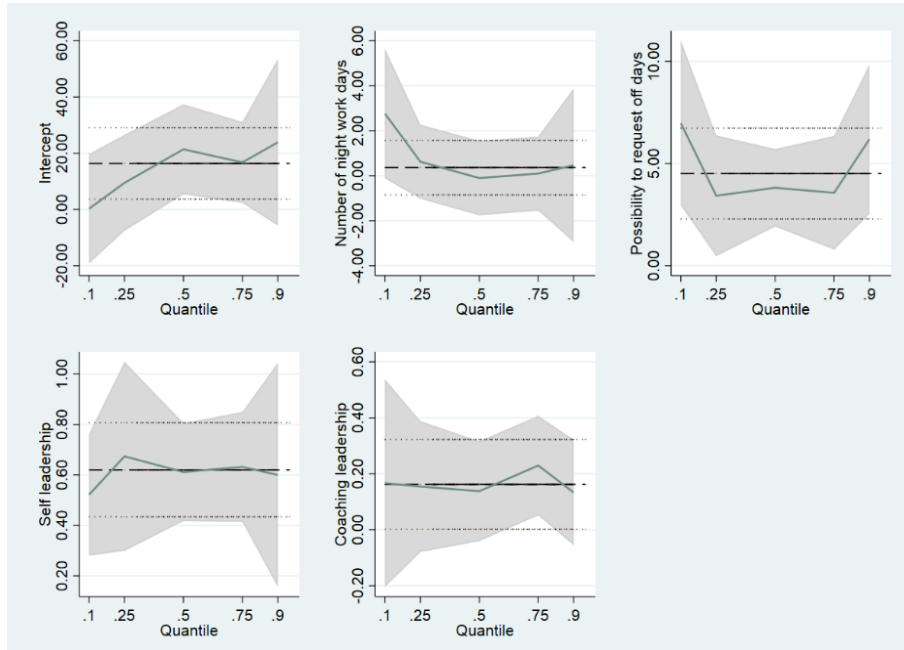 Intercept
60.00
40.00
20.00
0.00
-20.00
.1 .25 .5 .75 .9
Quantile
Number of night work days
6.00
4.00
2.00
0.00
-2.00
-4.00
.1 .25 .5 .75 .9
Quantile
Possibility to request off days
10.00
5.00
0.00
.1 .25 .5 .75 .9
Quantile
Self leadership
1.00
0.80
0.60
0.40
0.20
.1 .25 .5 .75 .9
Quantile
Coaching leadership
0.60
0.40
0.20
0.00
-0.20
.1 .25 .5 .75 .9
Quantile